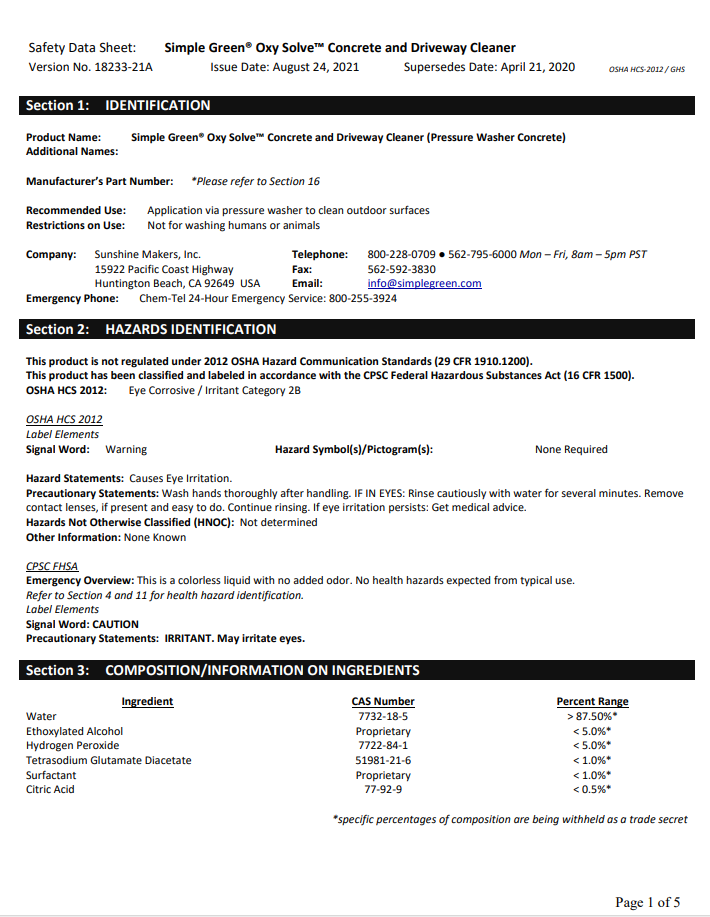 Safety Data Sheet: Simple Green® Oxy Solve™ Concrete and Driveway Cleaner
Version No. 18233-21A Issue Date: August 24, 2021 Supersedes Date: April 21, 2020 OSHA HCS-2012 / GHS
Section 1: IDENTIFICATION
Product Name: Simple Green® Oxy Solve™ Concrete and Driveway Cleaner (Pressure Washer Concrete)
Additional Names:
Manufacturer's Part Number: *Please refer to Section 16
Recommended Use: Application via pressure washer to clean outdoor surfaces
Restrictions on Use: Not for washing humans or animals
Company: Sunshine Makers, Inc. Telephone: 800-228-0709 ● 562-795-6000 Mon – Fri, 8am – 5pm PST
15922 Pacific Coast Highway Fax: 562-592-3830
Huntington Beach, CA 92649 USA Email: info@simplegreen.com
Emergency Phone: Chem-Tel 24-Hour Emergency Service: 800-255-3924
Section 2: HAZARDS IDENTIFICATION
This product is not regulated under 2012 OSHA Hazard Communication Standards (29 CFR 1910.1200).
This product has been classified and labeled in accordance with the CPSC Federal Hazardous Substances Act (16 CFR 1500).
OSHA HCS 2012: Eye Corrosive / Irritant Category 2B
OSHA HCS 2012
Label Elements
Signal Word: Warning Hazard Symbol(s)/Pictogram(s): None Required
Hazard Statements: Causes Eye Irritation.
Precautionary Statements: Wash hands thoroughly after handling. IF IN EYES: Rinse cautiously with water for several minutes. Remove
contact lenses, if present and easy to do. Continue rinsing. If eye irritation persists: Get medical advice.
Hazards Not Otherwise Classified (HNOC): Not determined
Other Information: None Known
CPSC FHSA
Emergency Overview: This is a colorless liquid with no added odor. No health hazards expected from typical use.
Refer to Section 4 and 11 for health hazard identification.
Label Elements
Signal Word: CAUTION
Precautionary Statements: IRRITANT. May irritate eyes.
Section 3: COMPOSITION/INFORMATION ON INGREDIENTS
Ingredient CAS Number Percent Range
Water 7732-18-5 > 87.50%*
Ethoxylated Alcohol Proprietary < 5.0%*
Hydrogen Peroxide 7722-84-1 < 5.0%*
Tetrasodium Glutamate Diacetate 51981-21-6 < 1.0%*
Surfactant Proprietary < 1.0%*
Citric Acid 77-92-9 < 0.5%*
*specific percentages of composition are being withheld as a trade secret
Page 1 of 5